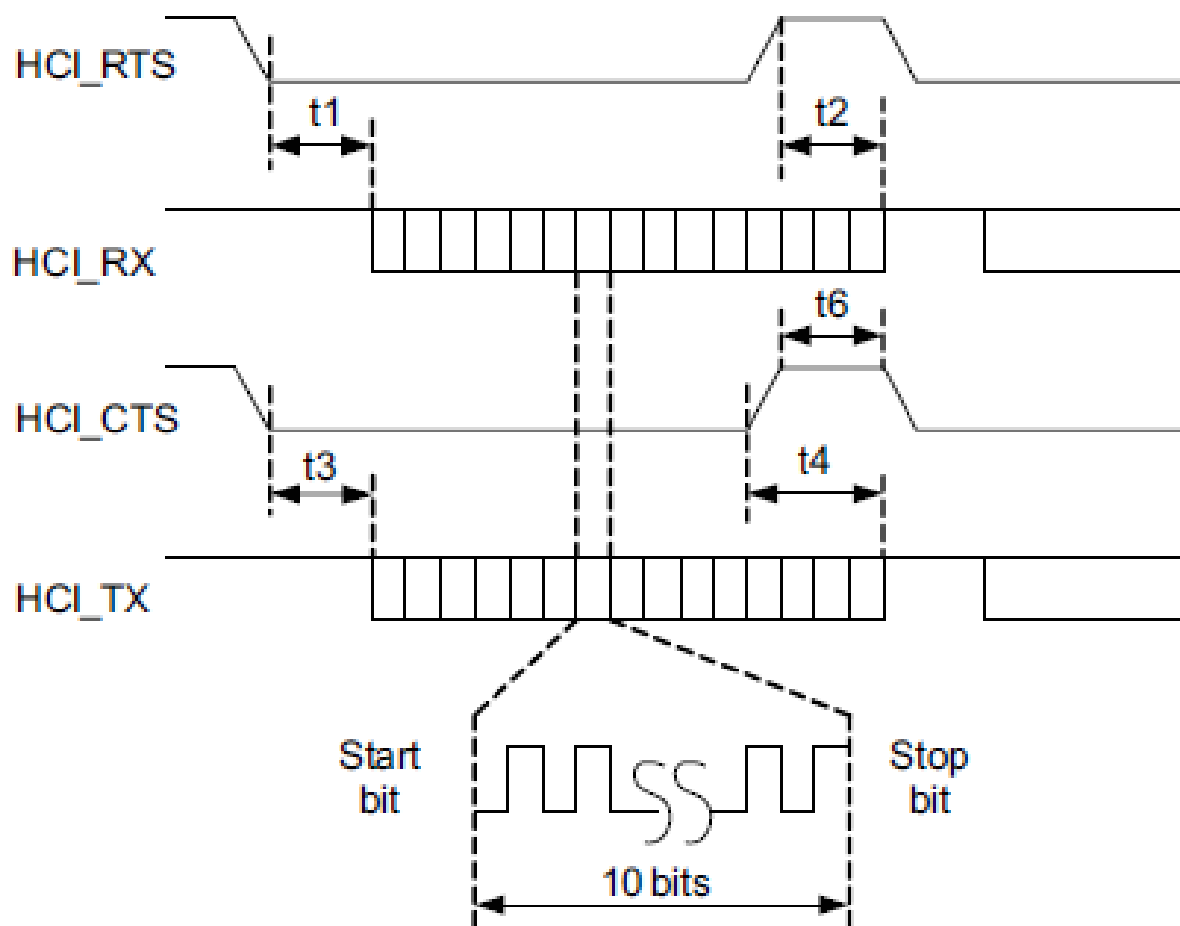 HCI_RTS
t1
t2
HCI_RX
t6
HCI_CTS
t3
t4
HCI_TX
Start
bit
Stop
bit
10 bits